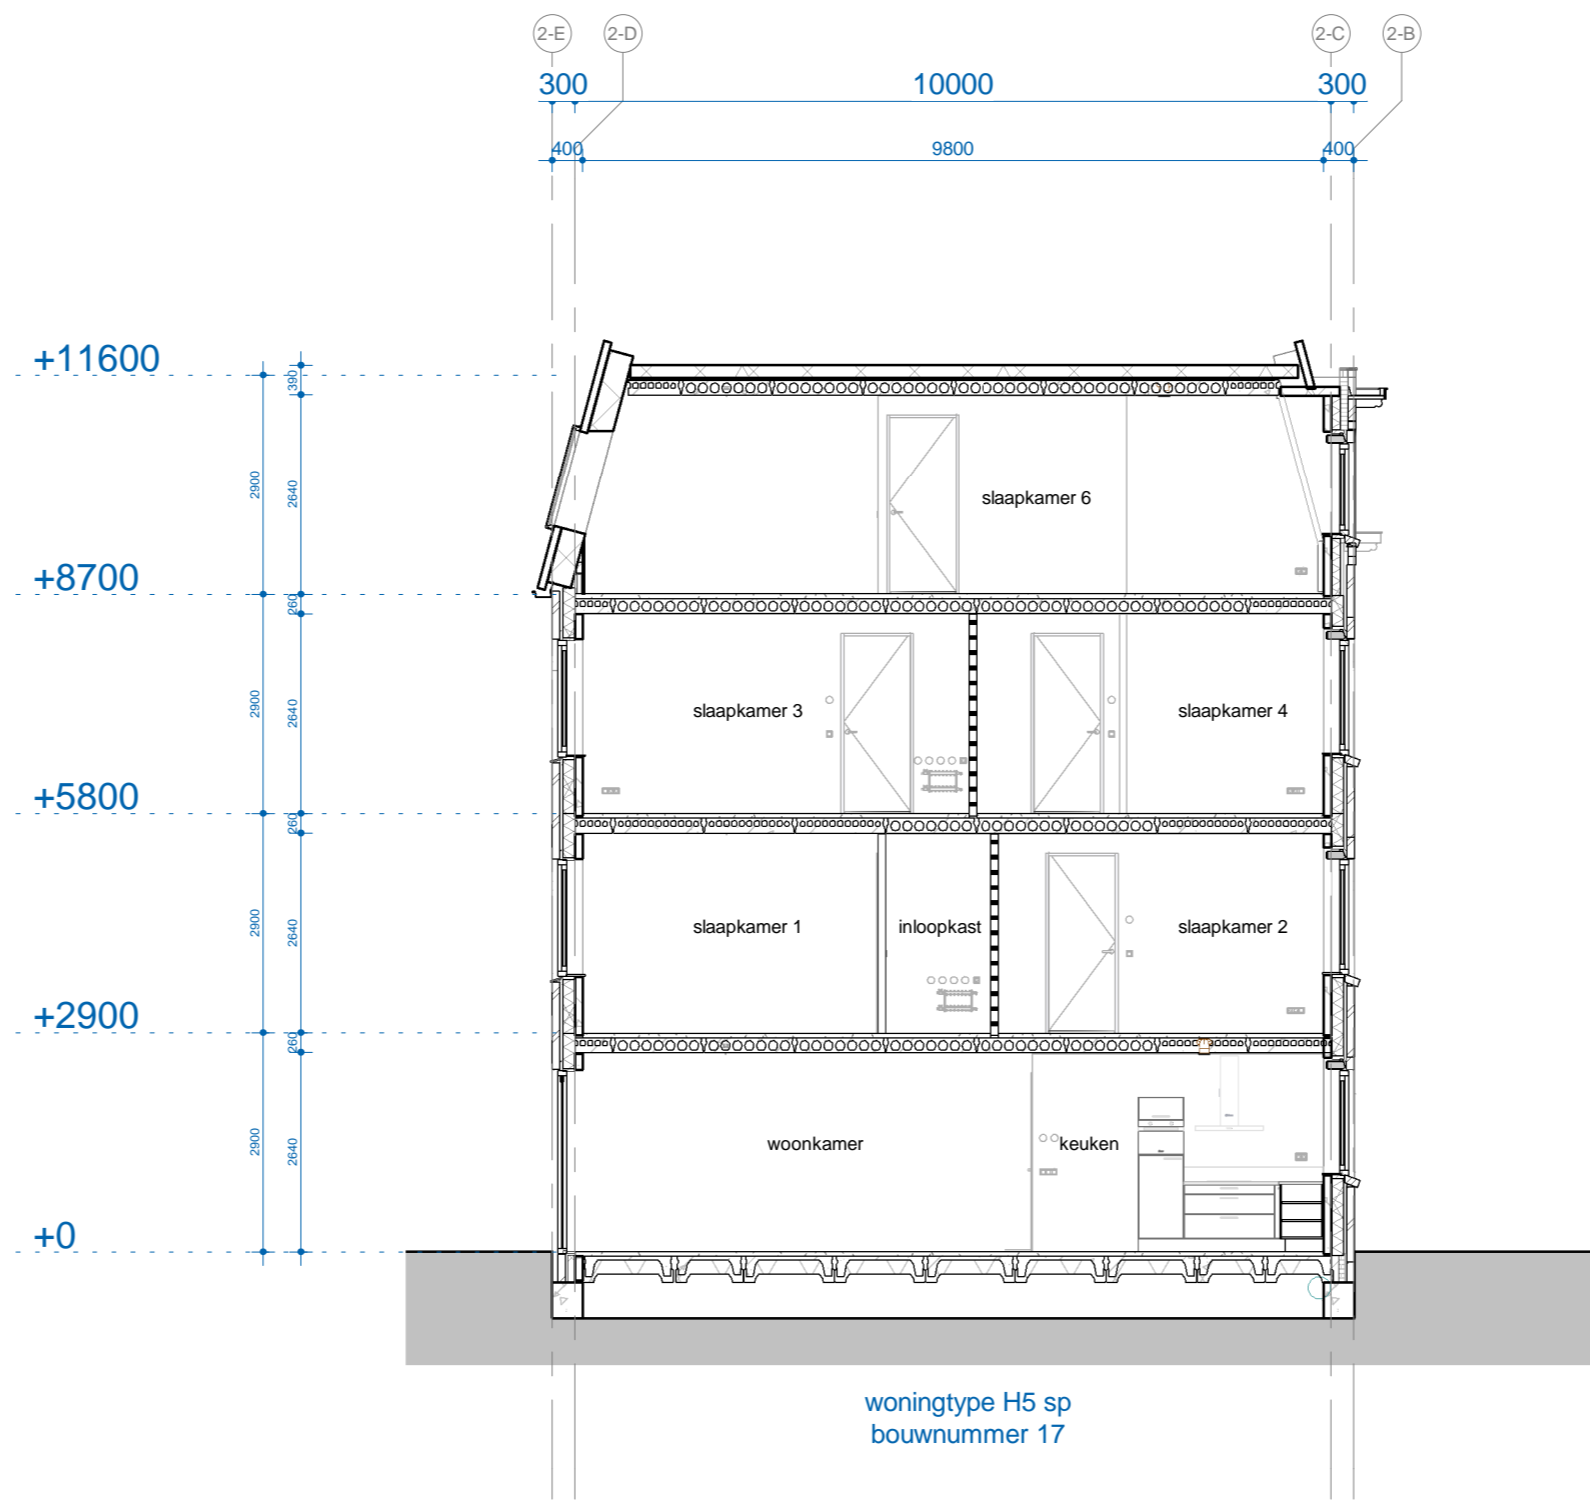 2-E 2-D 2-C 2-B
300 10000 300
400 9800 400
+11600
390
2900 2640
slaapkamer 6
+8700
260
2900 2640
slaapkamer 3 slaapkamer 4
+5800
260
2900 2640
slaapkamer 1 inloopkast slaapkamer 2
+2900
260
2900 2640
woonkamer keuken
+0
woningtype H5 sp
bouwnummer 17